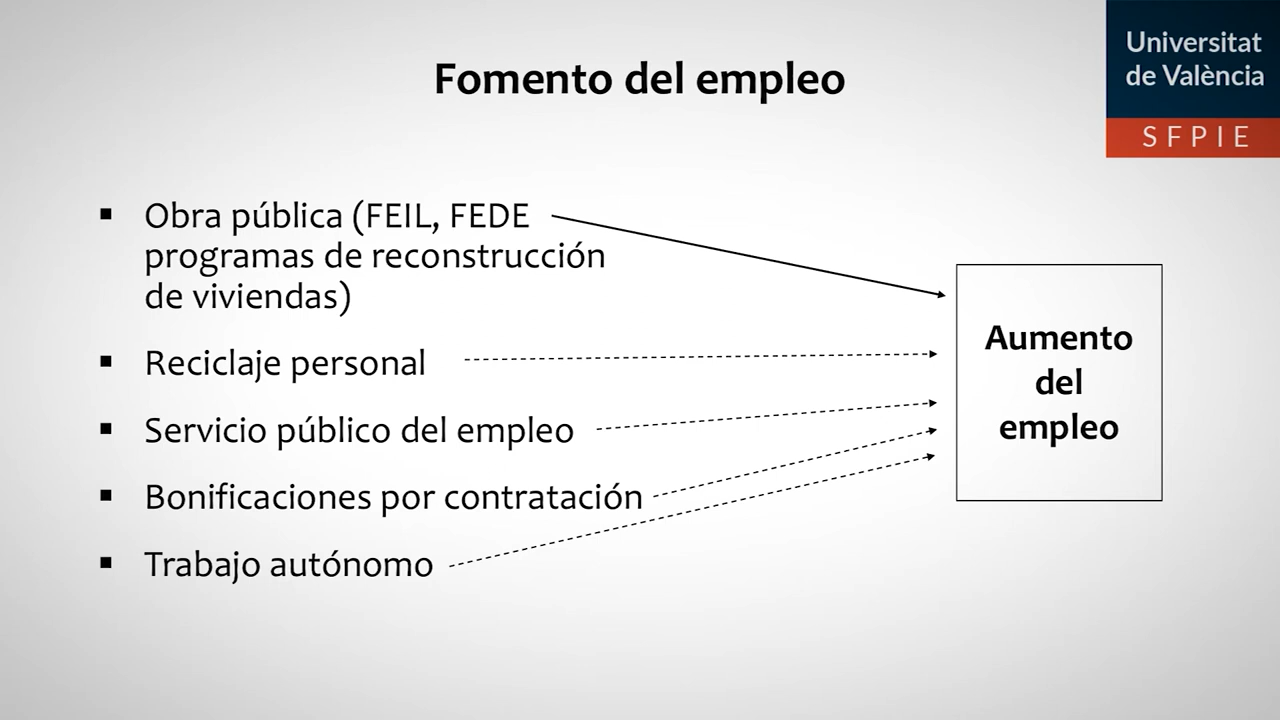 Fomento del empleo
Universitat
de València
SFPIE
▪ Obra pública (FEIL, FEDE
programas de reconstrucción
de viviendas)
▪ Reciclaje personal
▪ Servicio público del empleo
▪ Bonificaciones por contratación
▪ Trabajo autónomo
Aumento
del
empleo